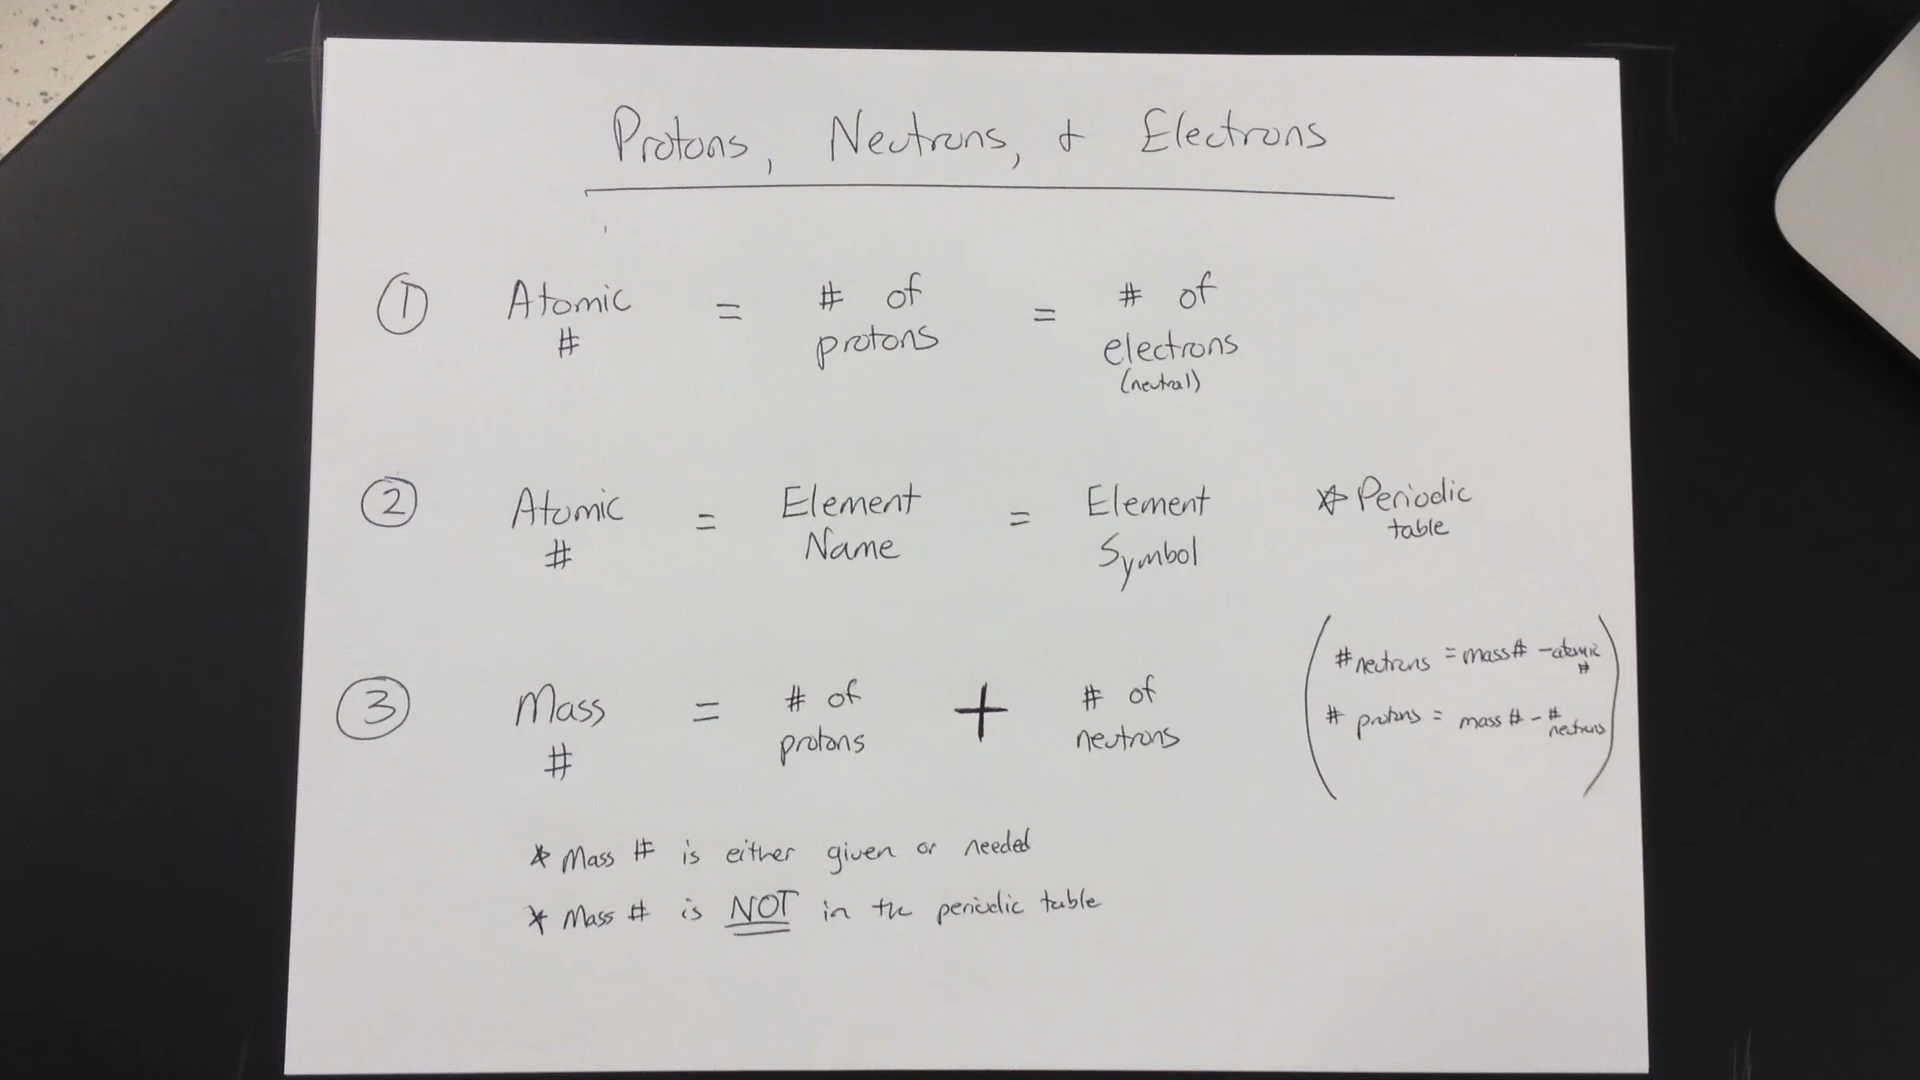 Protons, Neutrons, & Electrons
① Atomic # = # of protons = # of electrons (neutral)
② Atomic # = Element Name = Element Symbol * Periodic table
③ Mass # = # of protons + # of neutrons
(# neutrons = mass # - atomic #
# protons = mass # - # neutrons)
* Mass # is either given or needed
* Mass # is NOT in the periodic table